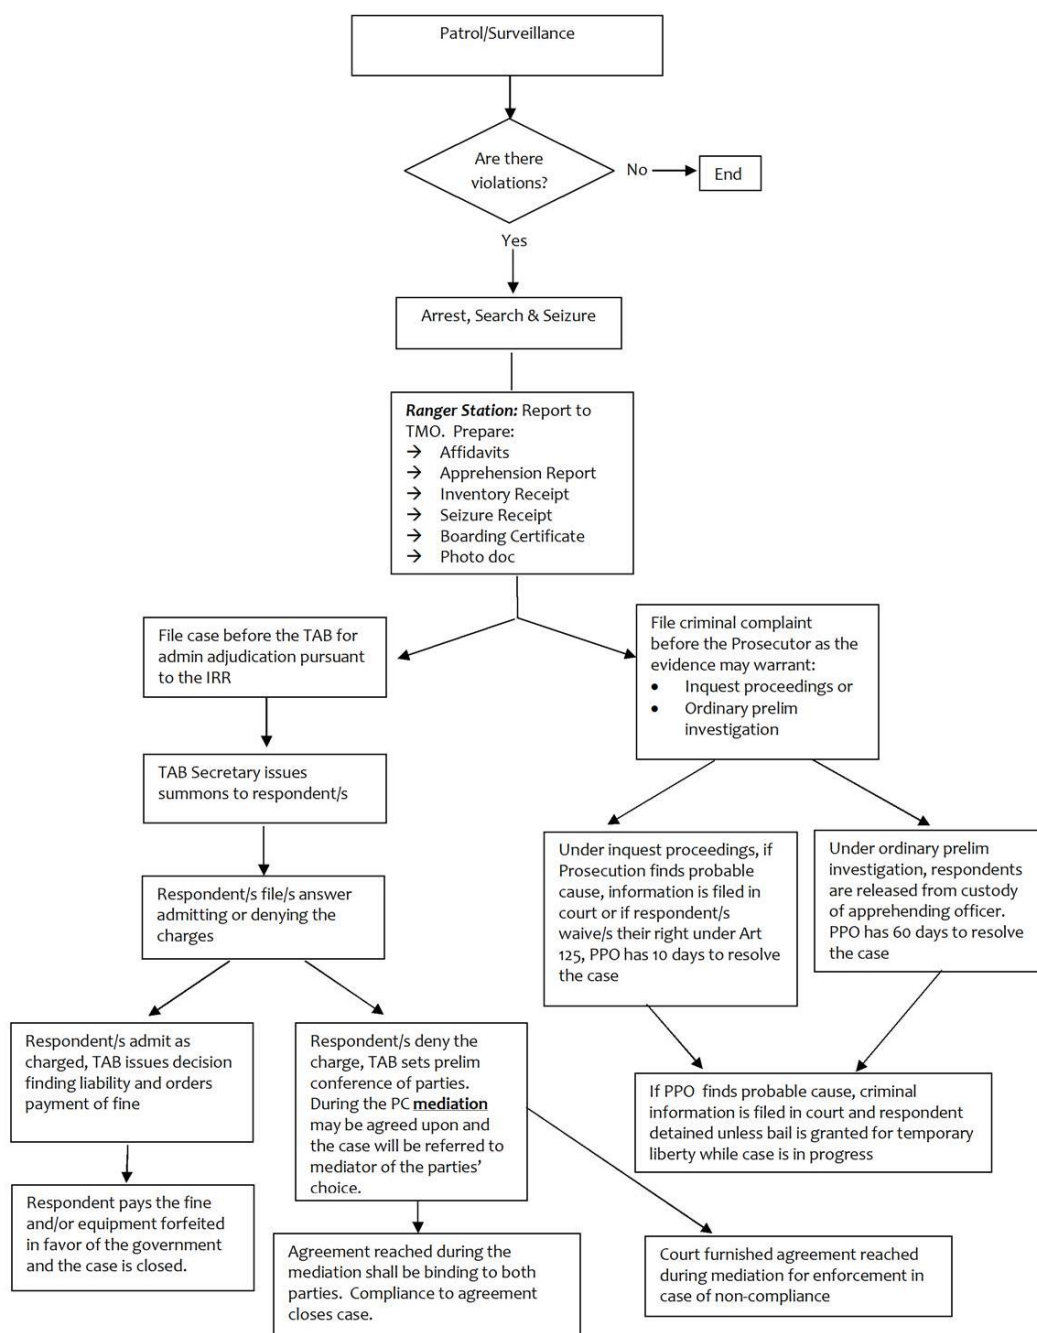 Patrol/Surveillance
Are there
violations?
No
End
Yes
Arrest, Search & Seizure
Ranger Station: Report to
TMO.  Prepare:
→ Affidavits
→ Apprehension Report
→ Inventory Receipt
→ Seizure Receipt
→ Boarding Certificate
→ Photo doc
File case before the TAB for
admin adjudication pursuant
to the IRR
File criminal complaint
before the Prosecutor as the
evidence may warrant:
• Inquest proceedings or
• Ordinary prelim
investigation
TAB Secretary issues
summons to respondent/s
Respondent/s file/s answer
admitting or denying the
charges
Under inquest proceedings, if
Prosecution finds probable
cause, information is filed in
court or if respondent/s
waive/s their right under Art
125, PPO has 10 days to resolve
the case
Under ordinary prelim
investigation, respondents
are released from custody
of apprehending officer.
PPO has 60 days to resolve
the case
Respondent/s admit as
charged, TAB issues decision
finding liability and orders
payment of fine
Respondent/s deny the
charge, TAB sets prelim
conference of parties.
During the PC mediation
may be agreed upon and
the case will be referred to
mediator of the parties'
choice.
If PPO  finds probable cause, criminal
information is filed in court and respondent
detained unless bail is granted for temporary
liberty while case is in progress
Respondent pays the fine
and/or equipment forfeited
in favor of the government
and the case is closed.
Agreement reached during the
mediation shall be binding to both
parties.  Compliance to agreement
closes case.
Court furnished agreement reached
during mediation for enforcement in
case of non-compliance